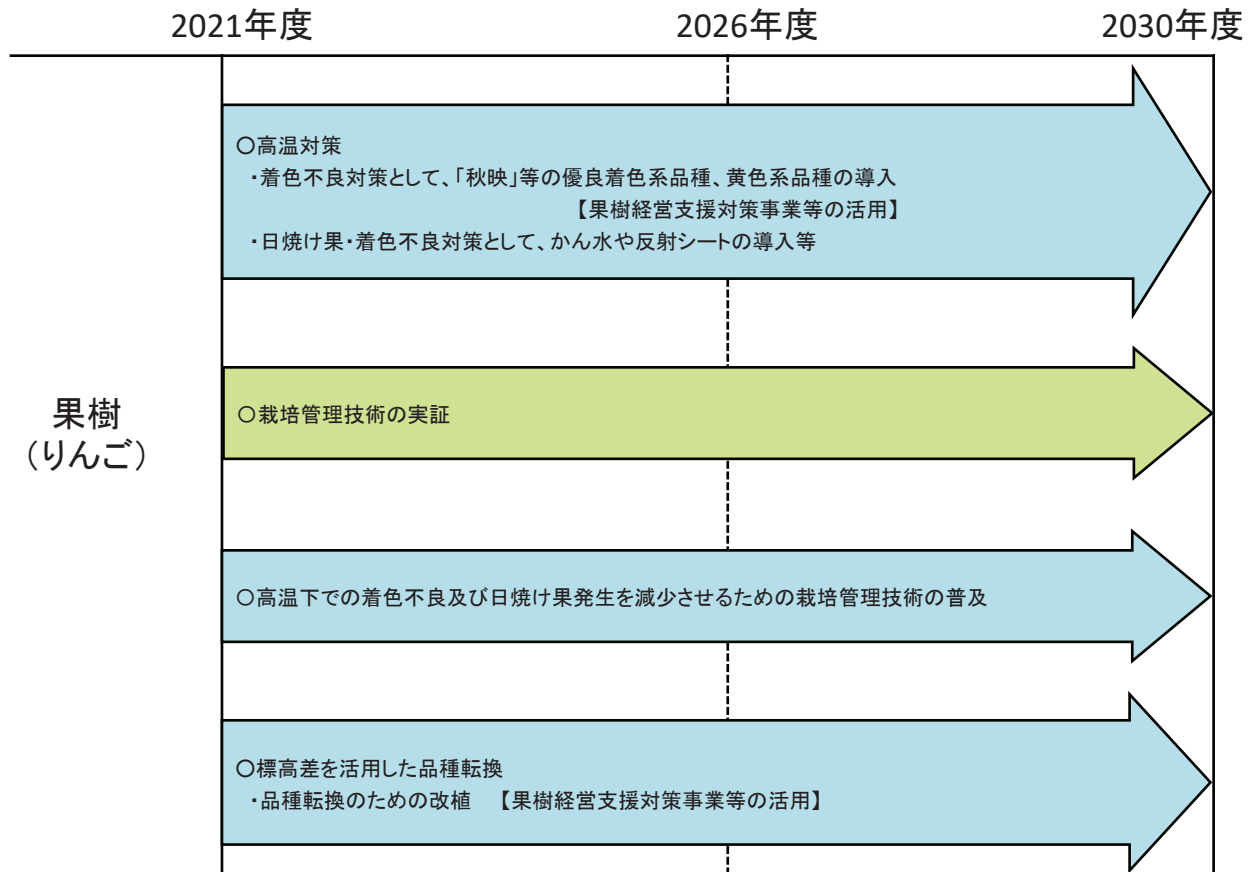 2021年度 2026年度 2030年度
○高温対策
・着色不良対策として、「秋映」等の優良着色系品種、黄色系品種の導入
【果樹経営支援対策事業等の活用】
・日焼け果・着色不良対策として、かん水や反射シートの導入等
果樹
（りんご）
○栽培管理技術の実証
○高温下での着色不良及び日焼け果発生を減少させるための栽培管理技術の普及
○標高差を活用した品種転換
・品種転換のための改植　【果樹経営支援対策事業等の活用】